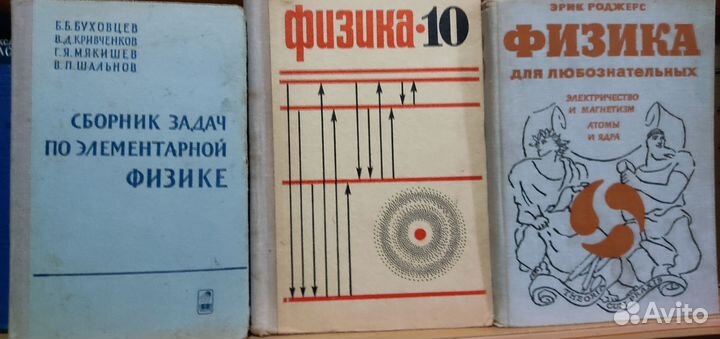 Б.Б.БУХОВЦЕВ
В.Д.КРИВЧЕНКОВ
Г.Я.МЯКИШЕВ
В.П.ШАЛЬНОВ
СБОРНИК ЗАДАЧ
ПО ЭЛЕМЕНТАРНОЙ
ФИЗИКЕ
физика·10
ЭРИК РОДЖЕРС
ФИЗИКА
ДЛЯ ЛЮБОЗНАТЕЛЬНЫХ
ЭЛЕКТРИЧЕСТВО
И МАГНЕТИЗМ
АТОМЫ
И ЯДРА
THEORIA
Avito